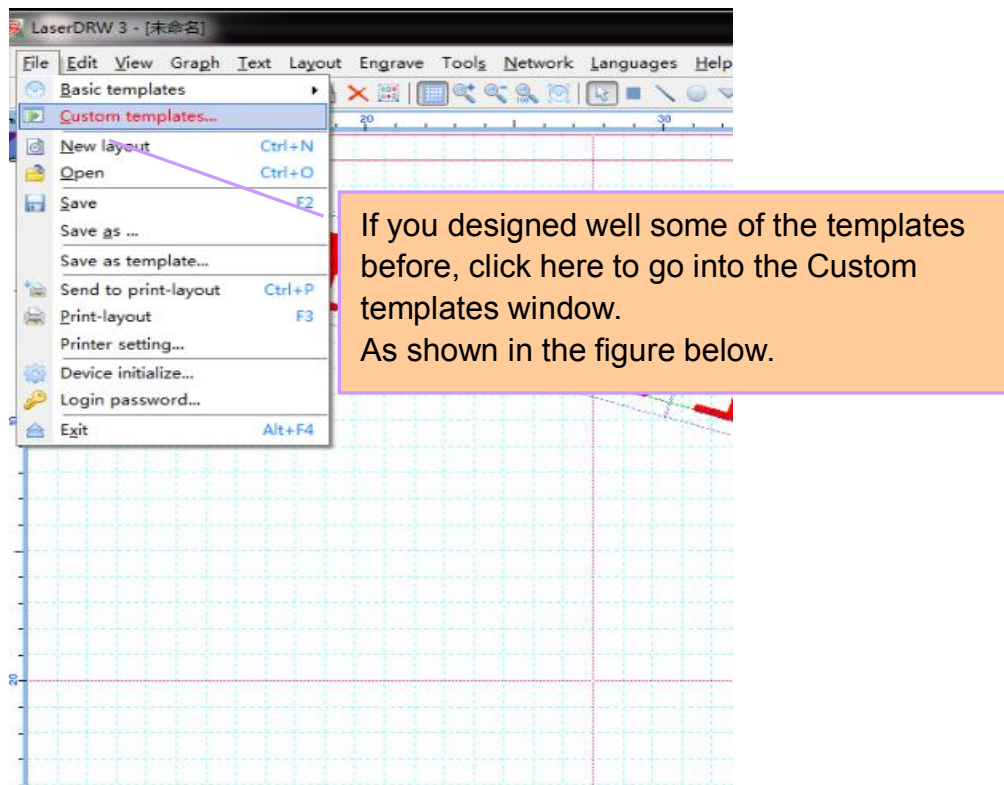 LaserDRW 3 - [未命名]
File Edit View Graph Text Layout Engrave Tools Network Languages Help
Basic templates
Custom templates...
20 30
New layout Ctrl+N
Open Ctrl+O
Save F2
Save as ...
Save as template...
Send to print-layout Ctrl+P
Print-layout F3
Printer setting...
Device initialize...
Login password...
Exit Alt+F4
If you designed well some of the templates
before, click here to go into the Custom
templates window.
As shown in the figure below.
20